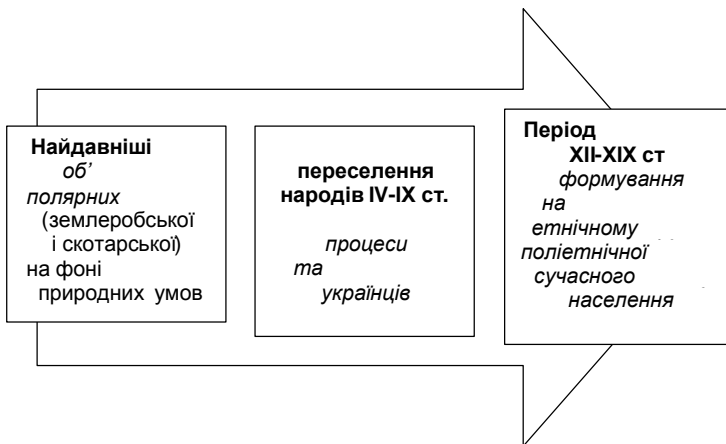 Найдавніші
об’
полярних
(землеробської
і скотарської)
на фоні
природних умов
переселення
народів IV-IX ст.
процеси
та
українців
Період
XII-XIX ст
формування
на
етнічному
поліетнічної
сучасного
населення